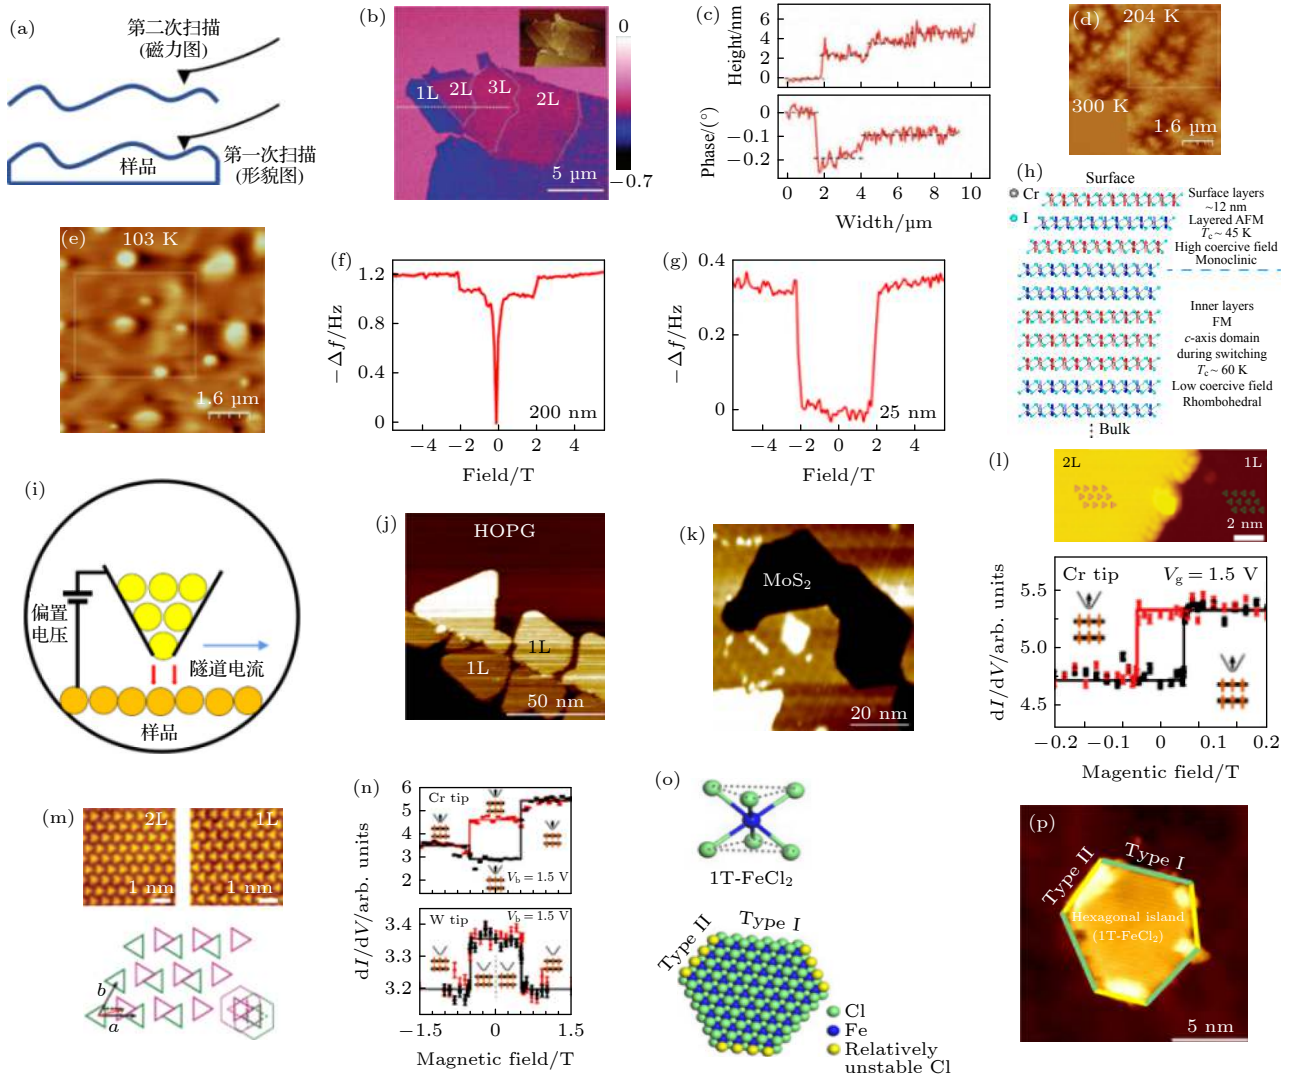 (a)
第二次扫描
(磁力图)
样品
第一次扫描
(形貌图)
(b)
1L
2L
3L
2L
5 µm
0
−0.7
(c)
Height/nm
6
4
2
0
Phase/(°)
0
−0.1
−0.2
0 2 4 6 8 10
Width/µm
(d)
204 K
300 K
1.6 µm
(e)
103 K
1.6 µm
(f)
−Δf/Hz
1.2
0.8
0.4
0
200 nm
−4 −2 0 2 4
Field/T
(g)
−Δf/Hz
0.4
0.2
0
25 nm
−4 −2 0 2 4
Field/T
(h)
Surface
Cr
I
Surface layers
~12 nm
Layered AFM
Tc ~ 45 K
High coercive field
Monoclinic
Inner layers
FM
c-axis domain
during switching
Tc ~ 60 K
Low coercive field
Rhombohedral
Bulk
(i)
偏置
电压
隧道电流
样品
(j)
HOPG
1L
1L
50 nm
(k)
MoS2
20 nm
(l)
2L
1L
2 nm
Cr tip
Vg = 1.5 V
dI/dV/arb. units
5.5
5.0
4.5
−0.2 −0.1 0 0.1 0.2
Magentic field/T
(m)
2L
1 nm
1L
1 nm
b
a
(n)
dI/dV/arb. units
6
5
4
3
2
Cr tip
Vb = 1.5 V
3.4
3.3
3.2
W tip
Vb = 1.5 V
−1.5 0 1.5
Magnetic field/T
(o)
1T-FeCl2
Type II
Type I
Cl
Fe
Relatively
unstable Cl
(p)
Type II
Type I
Hexagonal island
(1T-FeCl2)
5 nm